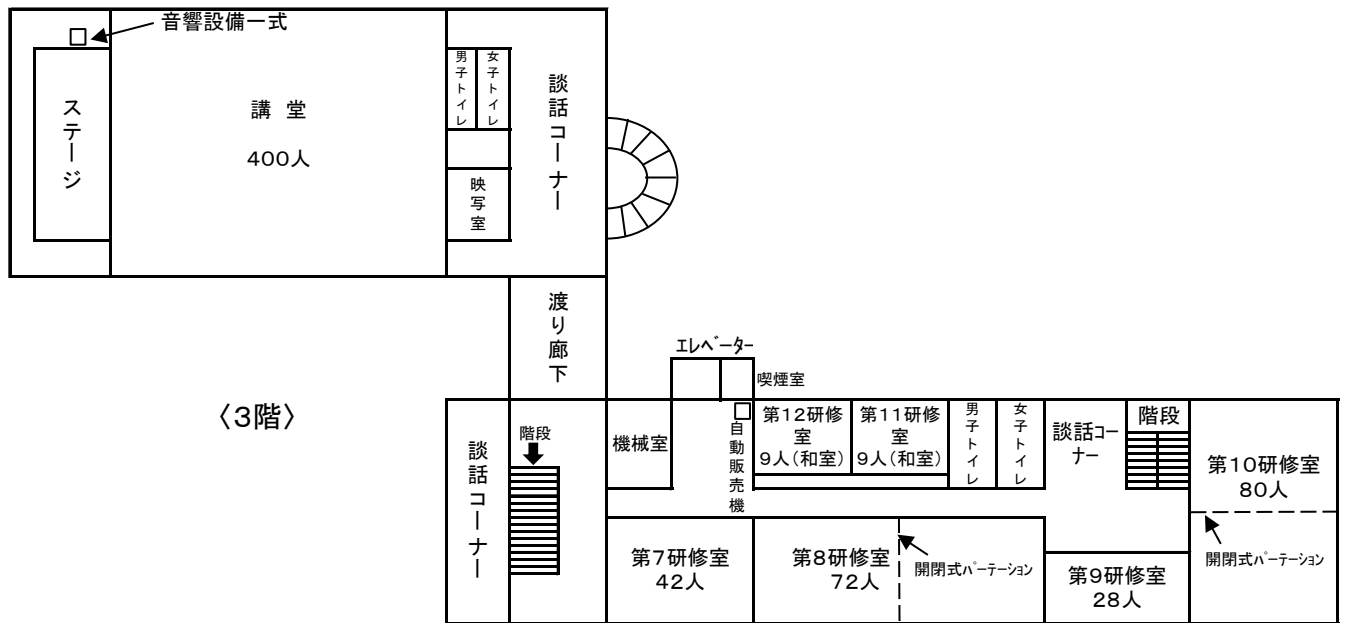 音響設備一式
ステージ
講 堂
400人
男子トイレ
女子トイレ
映写室
談話コーナー
渡り廊下
〈3階〉
エレベーター
喫煙室
談話コーナー
階段
機械室
自動販売機
第12研修
室
9人(和室)
第11研修
室
9人(和室)
男子トイレ
女子トイレ
談話コー
ナー
階段
第10研修室
80人
開閉式パーテーション
第7研修室
42人
第8研修室
72人
開閉式パーテーション
第9研修室
28人